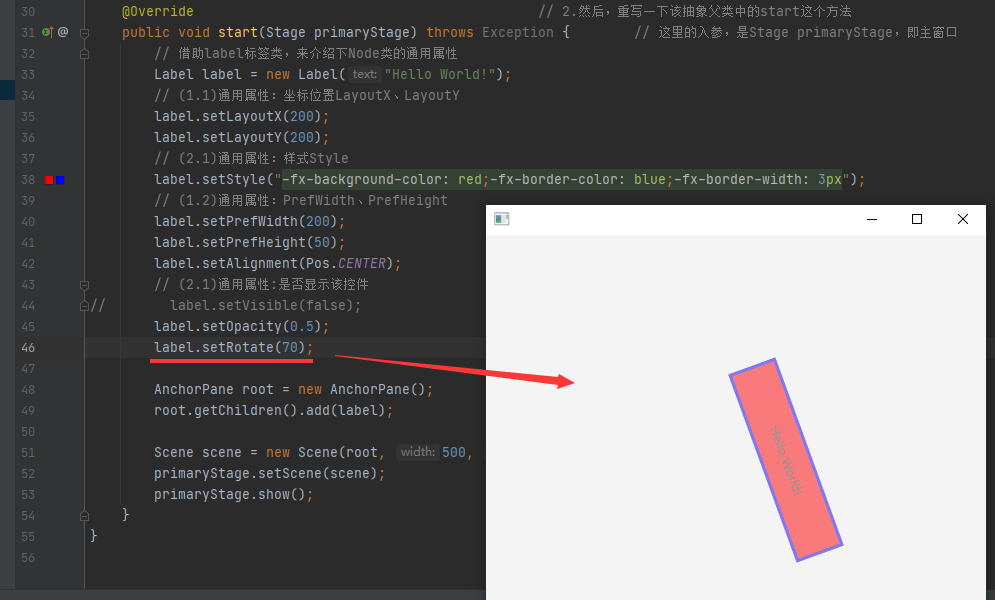 30 @Override // 2.然后，重写一下该抽象父类中的start这个方法
31 @ public void start(Stage primaryStage) throws Exception { // 这里的入参，是Stage primaryStage，即主窗口
32 // 借助label标签类，来介绍下Node类的通用属性
33 Label label = new Label( text: "Hello World!");
34 // (1.1)通用属性：坐标位置LayoutX、LayoutY
35 label.setLayoutX(200);
36 label.setLayoutY(200);
37 // (2.1)通用属性：样式Style
38 label.setStyle("-fx-background-color: red;-fx-border-color: blue;-fx-border-width: 3px");
39 // (1.2)通用属性：PrefWidth、PrefHeight
40 label.setPrefWidth(200);
41 label.setPrefHeight(50);
42 label.setAlignment(Pos.CENTER);
43 // (2.1)通用属性:是否显示该控件
44 // label.setVisible(false);
45 label.setOpacity(0.5);
46 label.setRotate(70);
47
48 AnchorPane root = new AnchorPane();
49 root.getChildren().add(label);
50
51 Scene scene = new Scene(root, width: 500,
52 primaryStage.setScene(scene);
53 primaryStage.show();
54 }
55 }
56
Hello World!